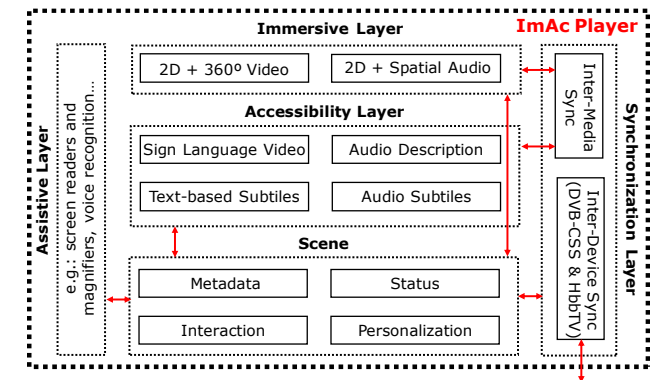 Immersive Layer
ImAc Player
2D + 360º Video
2D + Spatial Audio
Accessibility Layer
Sign Language Video
Audio Description
Text-based Subtiles
Audio Subtiles
Scene
Metadata
Status
Interaction
Personalization
Assistive Layer
e.g.: screen readers and
magnifiers, voice recognition...
Inter-Media
Sync
Inter-Device Sync
(DVB-CSS & HbbTV)
Synchronization Layer